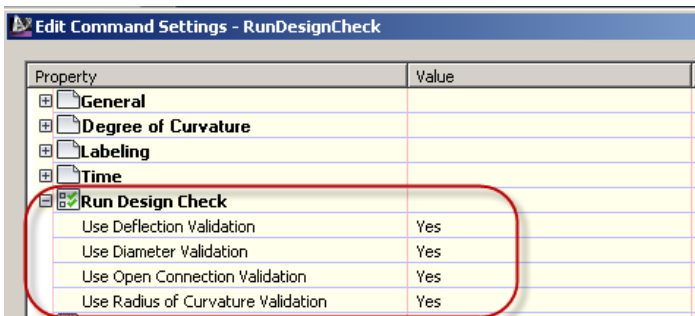 Edit Command Settings - RunDesignCheck
Property Value
General
Degree of Curvature
Labeling
Time
Run Design Check
Use Deflection Validation Yes
Use Diameter Validation Yes
Use Open Connection Validation Yes
Use Radius of Curvature Validation Yes